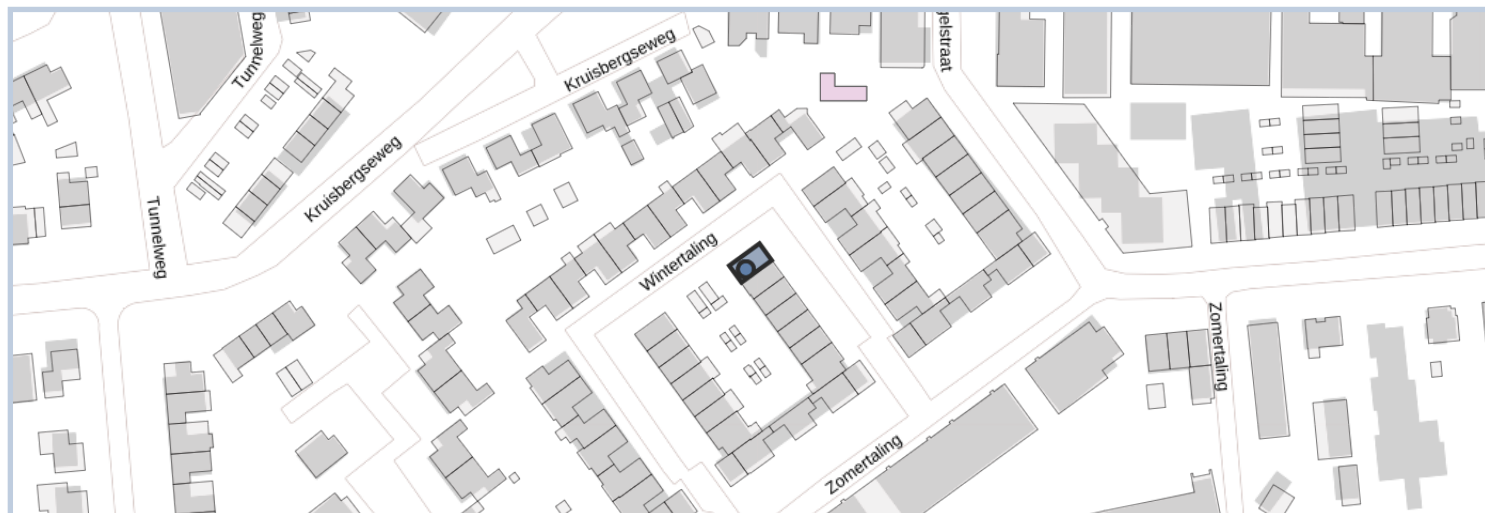 Tunnelweg
Kruisbergseweg
gelstraat
Kruisbergseweg
Tunnelweg
Wintertaling
Zomertaling
Zomertaling